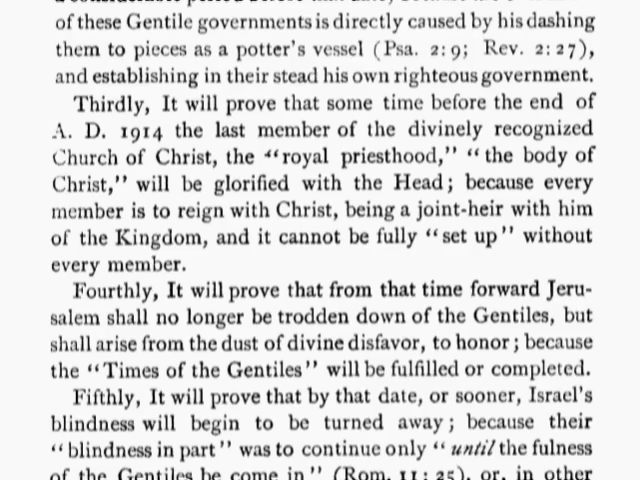 of these Gentile governments is directly caused by his dashing
them to pieces as a potter's vessel (Psa. 2:9; Rev. 2:27),
and establishing in their stead his own righteous government.
Thirdly, It will prove that some time before the end of
A. D. 1914 the last member of the divinely recognized
Church of Christ, the "royal priesthood," "the body of
Christ," will be glorified with the Head; because every
member is to reign with Christ, being a joint-heir with him
of the Kingdom, and it cannot be fully "set up" without
every member.
Fourthly, It will prove that from that time forward Jeru-
salem shall no longer be trodden down of the Gentiles, but
shall arise from the dust of divine disfavor, to honor; because
the "Times of the Gentiles" will be fulfilled or completed.
Fifthly, It will prove that by that date, or sooner, Israel's
blindness will begin to be turned away; because their
"blindness in part" was to continue only "until the fulness
of the Gentiles be come in" (Rom. 11:25), or, in other